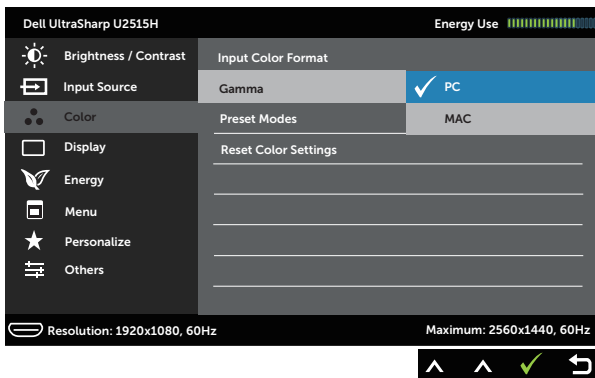 Dell UltraSharp U2515H Energy Use
Brightness / Contrast Input Color Format
Input Source Gamma PC
Color Preset Modes MAC
Display Reset Color Settings
Energy
Menu
Personalize
Others
Resolution: 1920x1080, 60Hz Maximum: 2560x1440, 60Hz